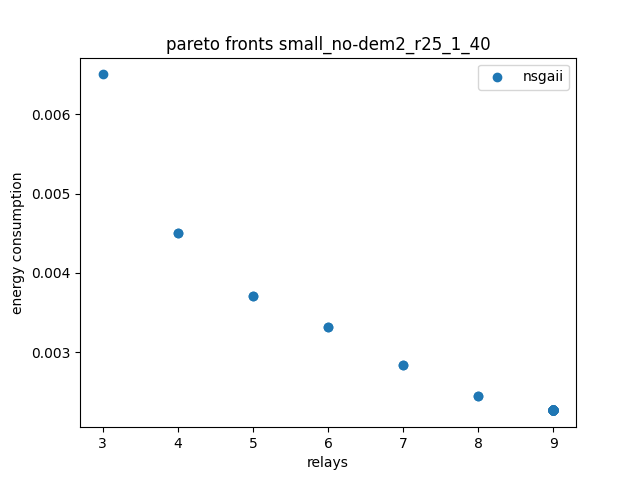 pareto fronts small_no-dem2_r25_1_40
nsgaii
0.006
0.005
0.004
0.003
energy consumption
3 4 5 6 7 8 9
relays